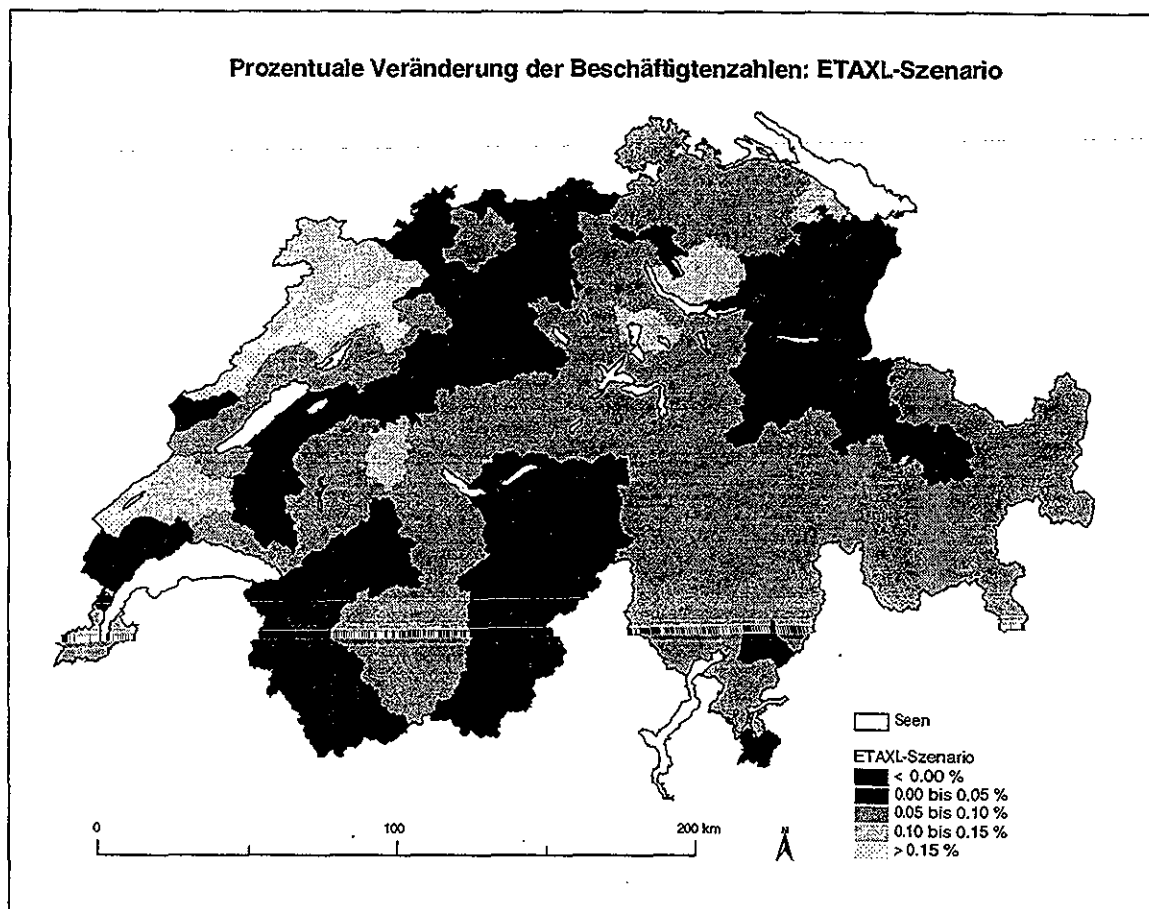 Prozentuale Veränderung der Beschäftigtenzahlen: ETAXL-Szenario
Seen
ETAXL-Szenario
< 0.00 %
0.00 bis 0.05 %
0.05 bis 0.10 %
0.10 bis 0.15 %
> 0.15 %
0 100 200 km
N